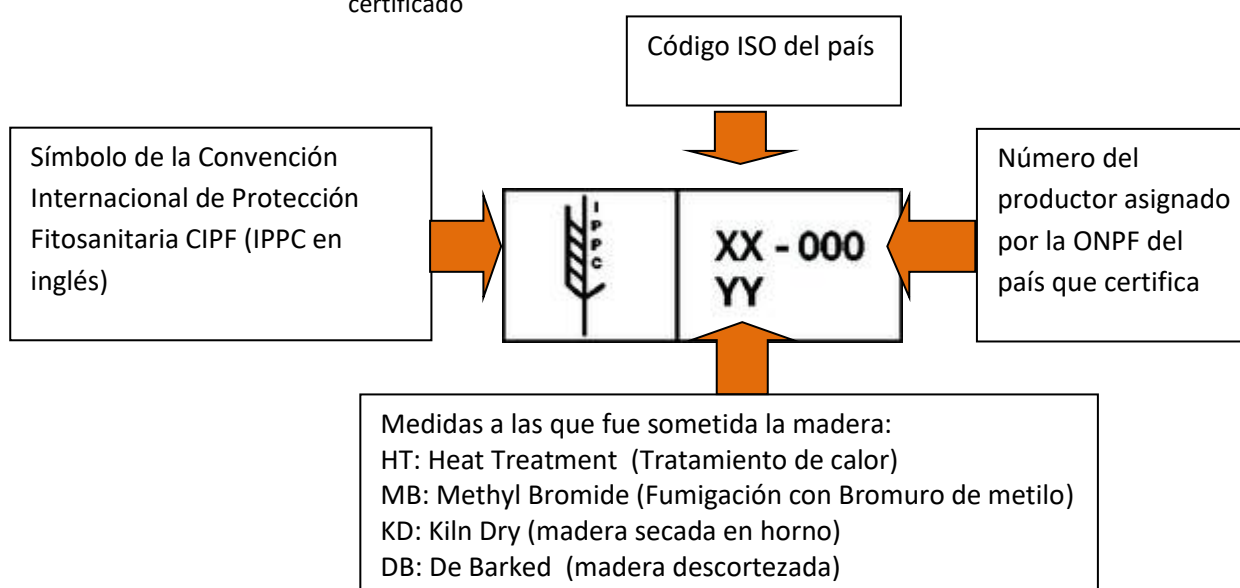 certificado
Código ISO del país
Símbolo de la Convención
Internacional de Protección
Fitosanitaria CIPF (IPPC en
inglés)
I
P
P
C
XX - 000
YY
Número del
productor asignado
por la ONPF del
país que certifica
Medidas a las que fue sometida la madera:
HT: Heat Treatment (Tratamiento de calor)
MB: Methyl Bromide (Fumigación con Bromuro de metilo)
KD: Kiln Dry (madera secada en horno)
DB: De Barked (madera descortezada)